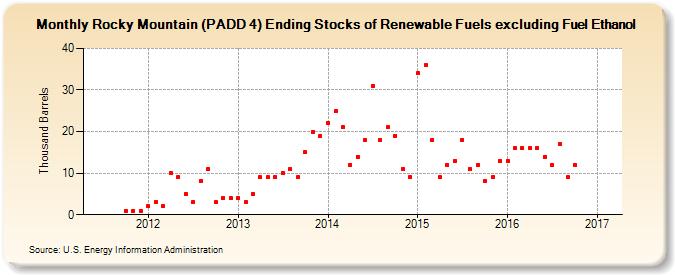 Monthly Rocky Mountain (PADD 4) Ending Stocks of Renewable Fuels excluding Fuel Ethanol
Thousand Barrels
40
30
20
10
0
2012 2013 2014 2015 2016 2017
Source: U.S. Energy Information Administration